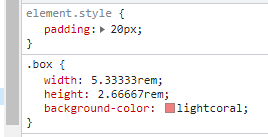 element.style {
padding: 20px;
}
.box {
width: 5.33333rem;
height: 2.66667rem;
background-color: lightcoral;
}